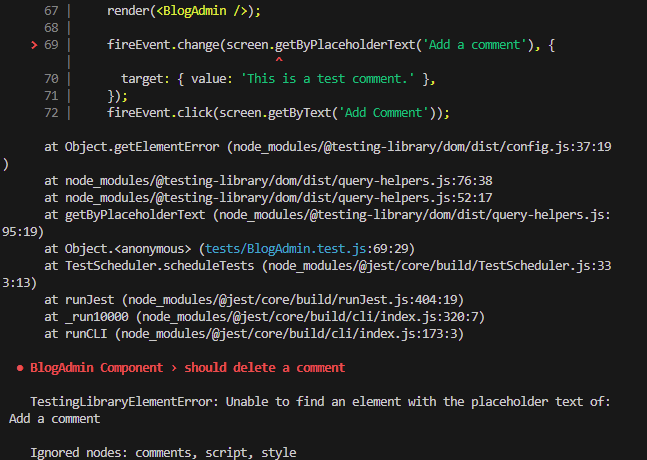 67 |     render(<BlogAdmin />);
68 |
> 69 |     fireEvent.change(screen.getByPlaceholderText('Add a comment'), {
|                             ^
70 |       target: { value: 'This is a test comment.' },
71 |     });
72 |     fireEvent.click(screen.getByText('Add Comment'));
at Object.getElementError (node_modules/@testing-library/dom/dist/config.js:37:19
)
at node_modules/@testing-library/dom/dist/query-helpers.js:76:38
at node_modules/@testing-library/dom/dist/query-helpers.js:52:17
at getByPlaceholderText (node_modules/@testing-library/dom/dist/query-helpers.js:
95:19)
at Object.<anonymous> (tests/BlogAdmin.test.js:69:29)
at TestScheduler.scheduleTests (node_modules/@jest/core/build/TestScheduler.js:33
3:13)
at runJest (node_modules/@jest/core/build/runJest.js:404:19)
at _run10000 (node_modules/@jest/core/build/cli/index.js:320:7)
at runCLI (node_modules/@jest/core/build/cli/index.js:173:3)
● BlogAdmin Component › should delete a comment
TestingLibraryElementError: Unable to find an element with the placeholder text of:
Add a comment
Ignored nodes: comments, script, style